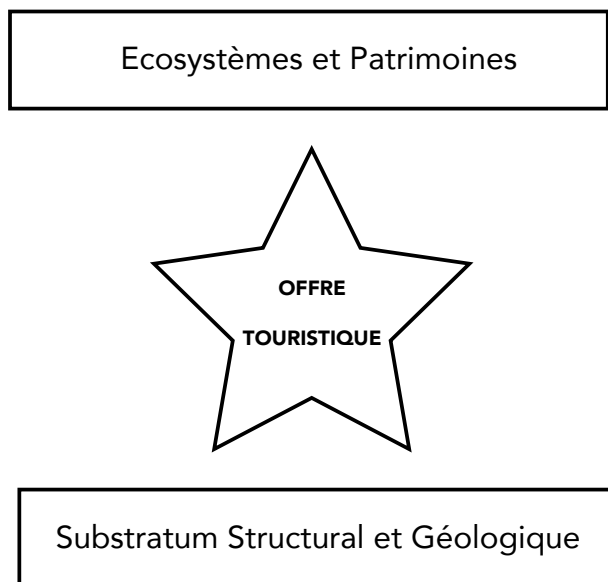 Ecosystèmes et Patrimoines
OFFRE
TOURISTIQUE
Substratum Structural et Géologique